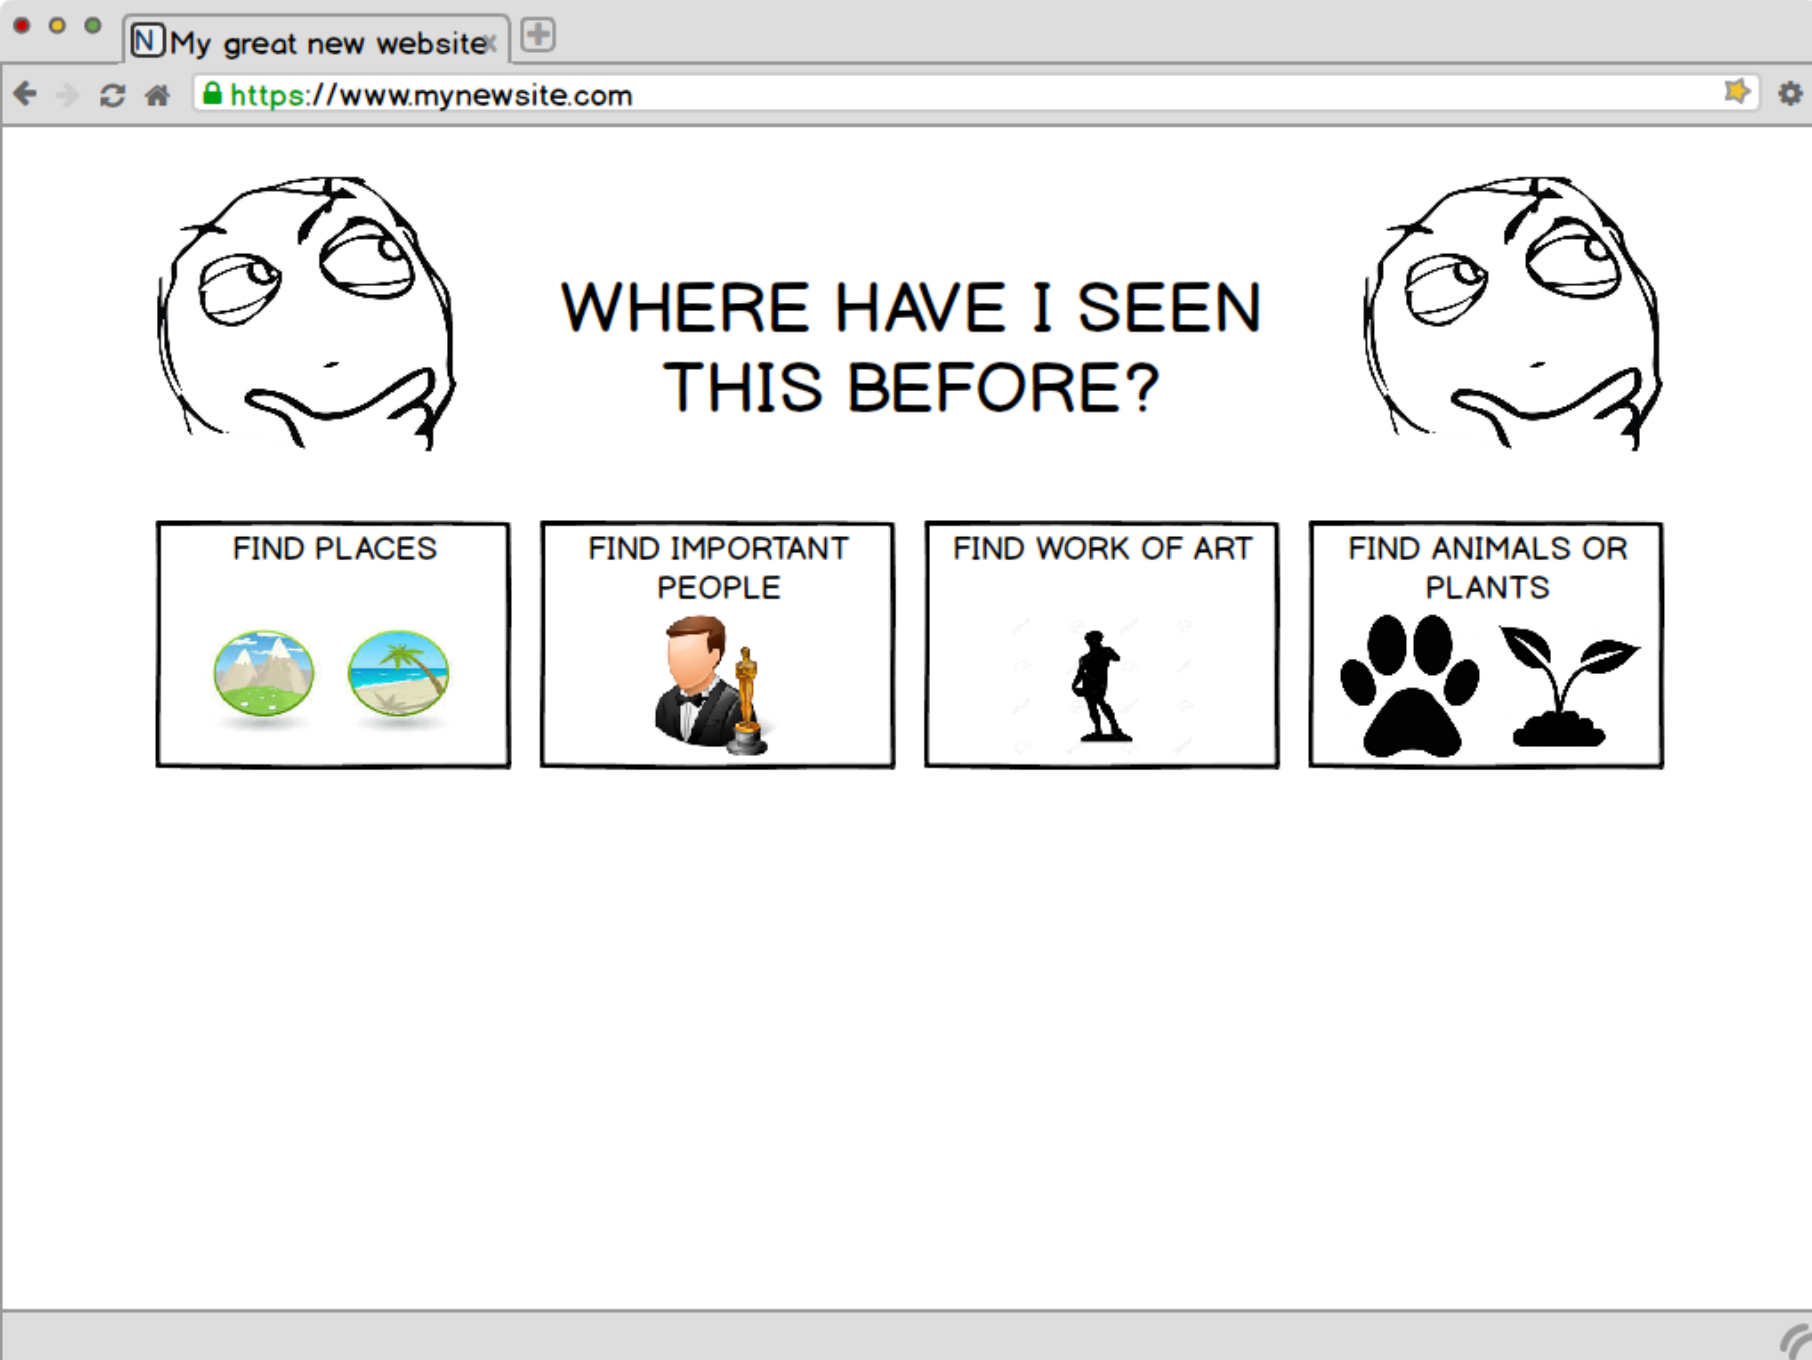 N My great new website x
https://www.mynewsite.com
WHERE HAVE I SEEN
THIS BEFORE?
FIND PLACES
FIND IMPORTANT
PEOPLE
FIND WORK OF ART
FIND ANIMALS OR
PLANTS